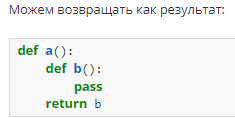 Можем возвращать как результат:
def a():
    def b():
        pass
    return b